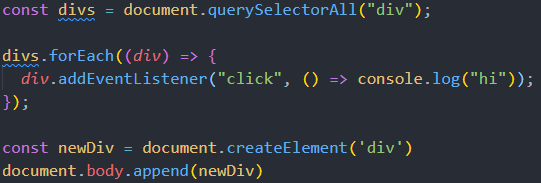 const divs = document.querySelectorAll("div");
divs.forEach((div) => {
  div.addEventListener("click", () => console.log("hi"));
});
const newDiv = document.createElement('div')
document.body.append(newDiv)